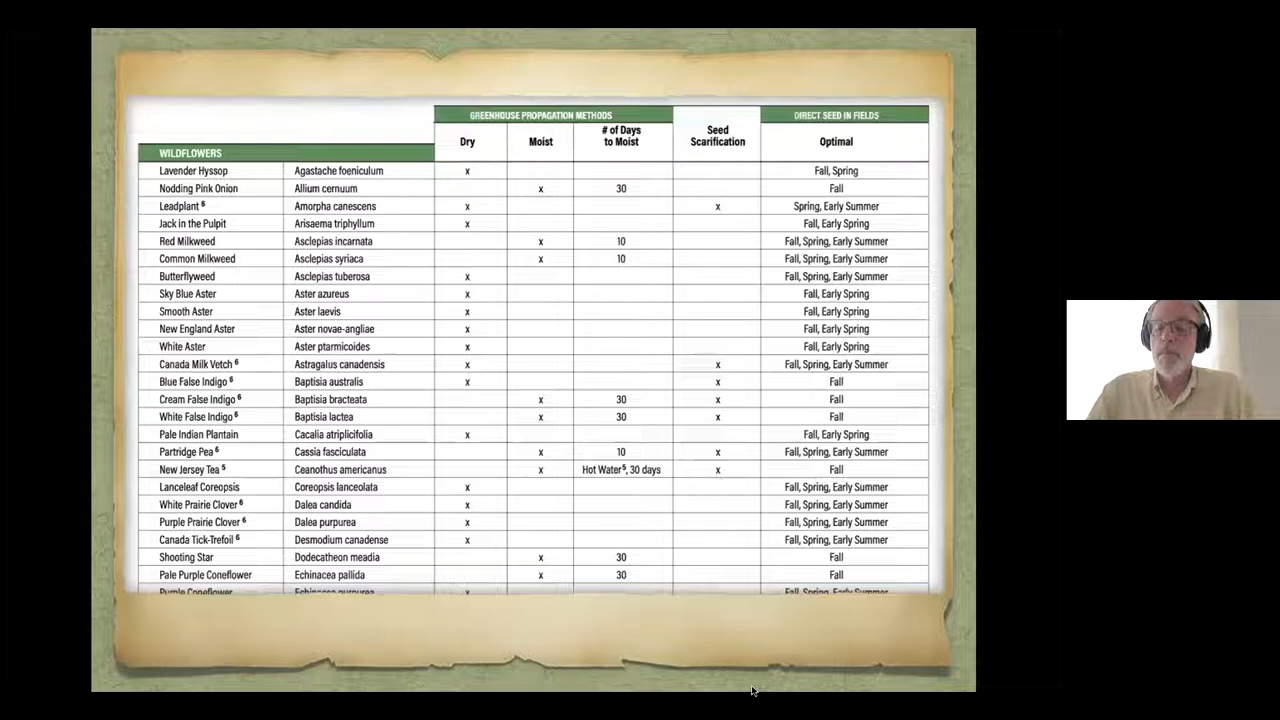 GREENHOUSE PROPAGATION METHODS DIRECT SEED IN FIELDS
Dry Moist # of Days to Moist Seed Scarification Optimal
WILDFLOWERS
Lavender Hyssop Agastache foeniculum x Fall, Spring
Nodding Pink Onion Allium cernuum x 30 Fall
Leadplant ⁶ Amorpha canescens x x Spring, Early Summer
Jack in the Pulpit Arisaema triphyllum x Fall, Early Spring
Red Milkweed Asclepias incarnata x 10 Fall, Spring, Early Summer
Common Milkweed Asclepias syriaca x 10 Fall, Spring, Early Summer
Butterflyweed Asclepias tuberosa x Fall, Spring, Early Summer
Sky Blue Aster Aster azureus x Fall, Early Spring
Smooth Aster Aster laevis x Fall, Early Spring
New England Aster Aster novae-angliae x Fall, Early Spring
White Aster Aster ptarmicoides x Fall, Early Spring
Canada Milk Vetch ⁶ Astragalus canadensis x x Fall, Spring, Early Summer
Blue False Indigo ⁶ Baptisia australis x x Fall
Cream False Indigo ⁶ Baptisia bracteata x 30 x Fall
White False Indigo ⁶ Baptisia lactea x 30 x Fall
Pale Indian Plantain Cacalia atriplicifolia x Fall, Early Spring
Partridge Pea ⁶ Cassia fasciculata x 10 x Fall, Spring, Early Summer
New Jersey Tea ⁵ Ceanothus americanus x Hot Water⁵, 30 days x Fall
Lanceleaf Coreopsis Coreopsis lanceolata x Fall, Spring, Early Summer
White Prairie Clover ⁶ Dalea candida x Fall, Spring, Early Summer
Purple Prairie Clover ⁶ Dalea purpurea x Fall, Spring, Early Summer
Canada Tick-Trefoil ⁶ Desmodium canadense x Fall, Spring, Early Summer
Shooting Star Dodecatheon meadia x 30 Fall
Pale Purple Coneflower Echinacea pallida x 30 Fall
Purple Coneflower Echinacea purpurea x Fall, Spring, Early Summer